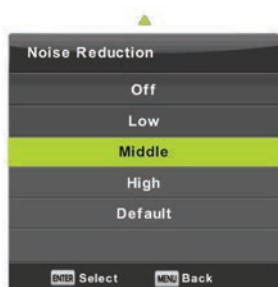 Noise Reduction
Off
Low
Middle
High
Default
ENTER Select MENU Back